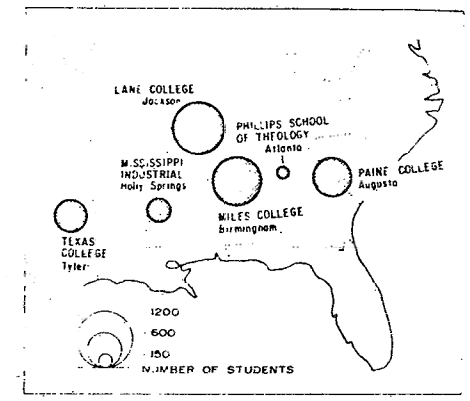 LANE COLLEGE
Jackson
PHILLIPS SCHOOL
OF THEOLOGY
Atlanta
MISSISSIPPI
INDUSTRIAL
Holly Springs
PAINE COLLEGE
Augusta
MILES COLLEGE
Birmingham
TEXAS
COLLEGE
Tyler
1200
600
150
NUMBER OF STUDENTS